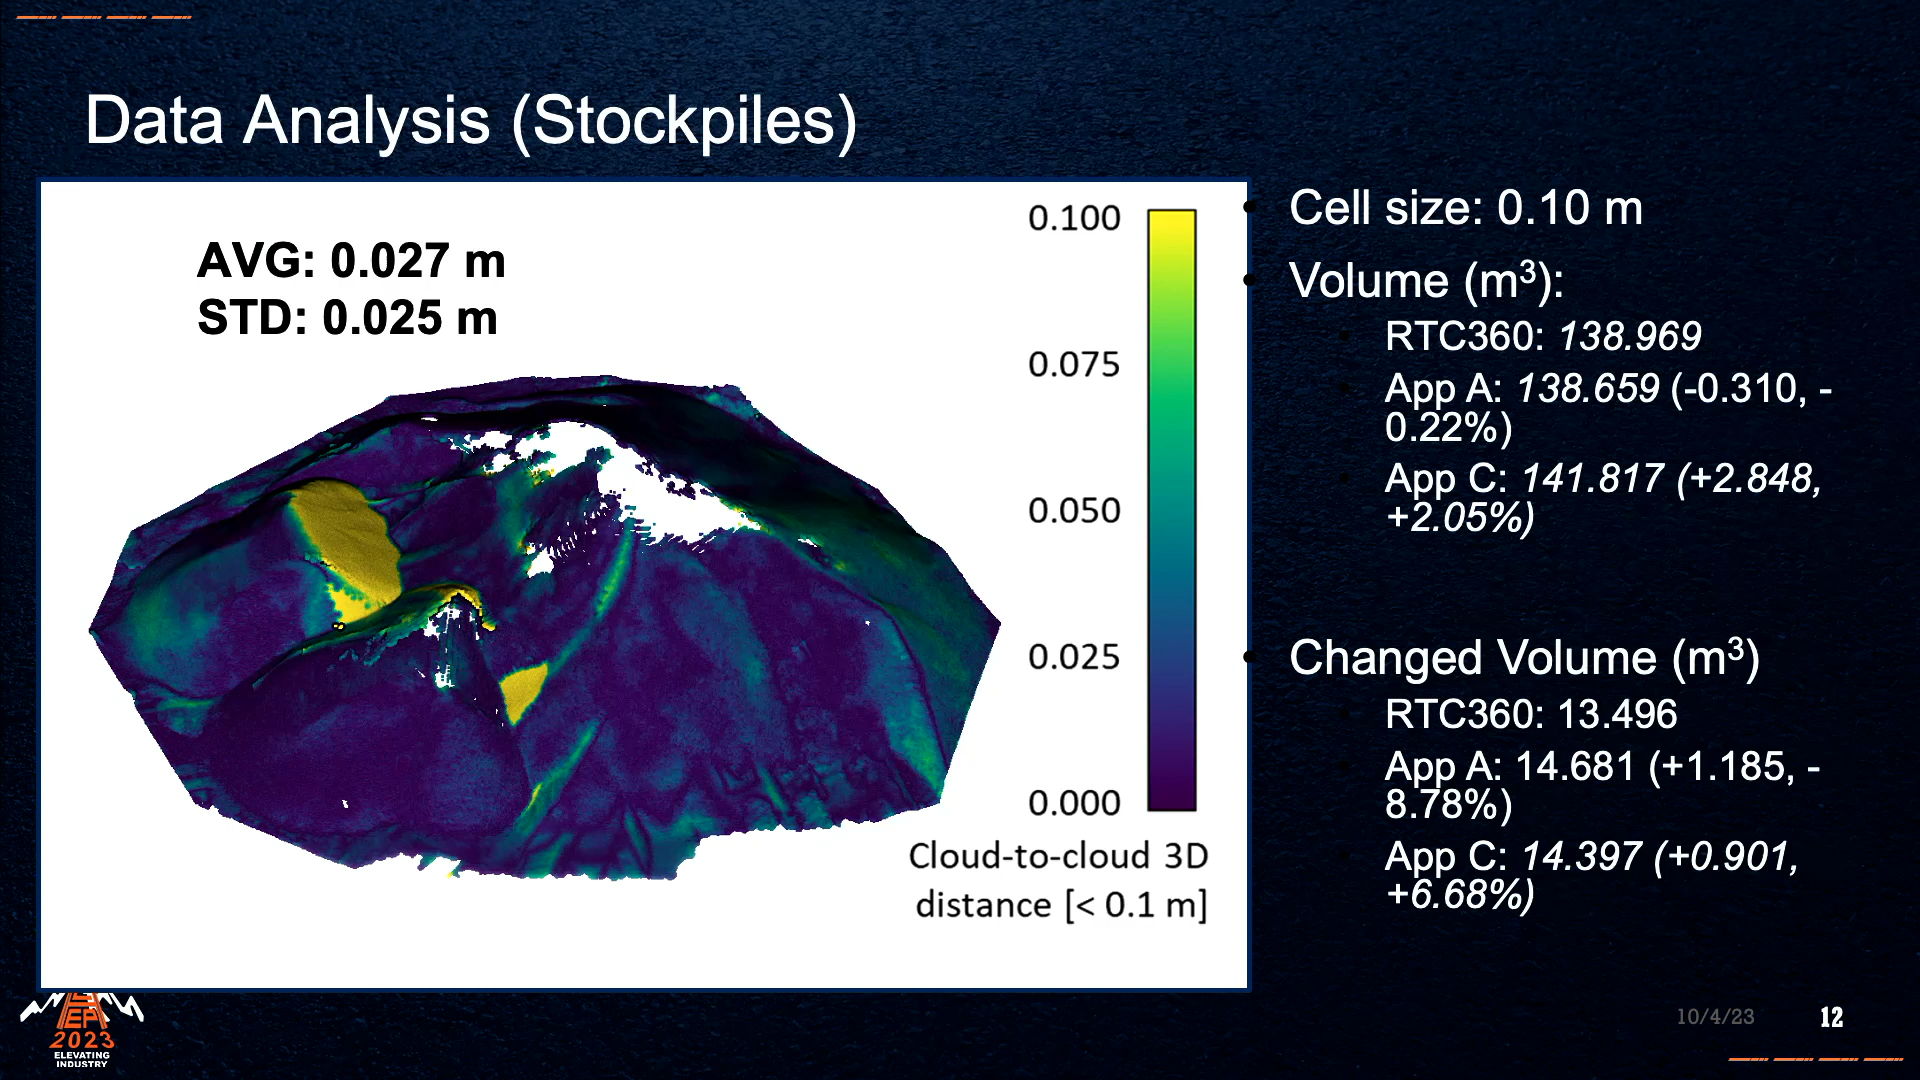 Data Analysis (Stockpiles)
AVG: 0.027 m
STD: 0.025 m
0.100
0.075
0.050
0.025
0.000
Cloud-to-cloud 3D
distance [< 0.1 m]
Cell size: 0.10 m
Volume (m³):
RTC360: 138.969
App A: 138.659 (-0.310, -
0.22%)
App C: 141.817 (+2.848,
+2.05%)
Changed Volume (m³)
RTC360: 13.496
App A: 14.681 (+1.185, -
8.78%)
App C: 14.397 (+0.901,
+6.68%)
2023
ELEVATING
INDUSTRY
10/4/23
12